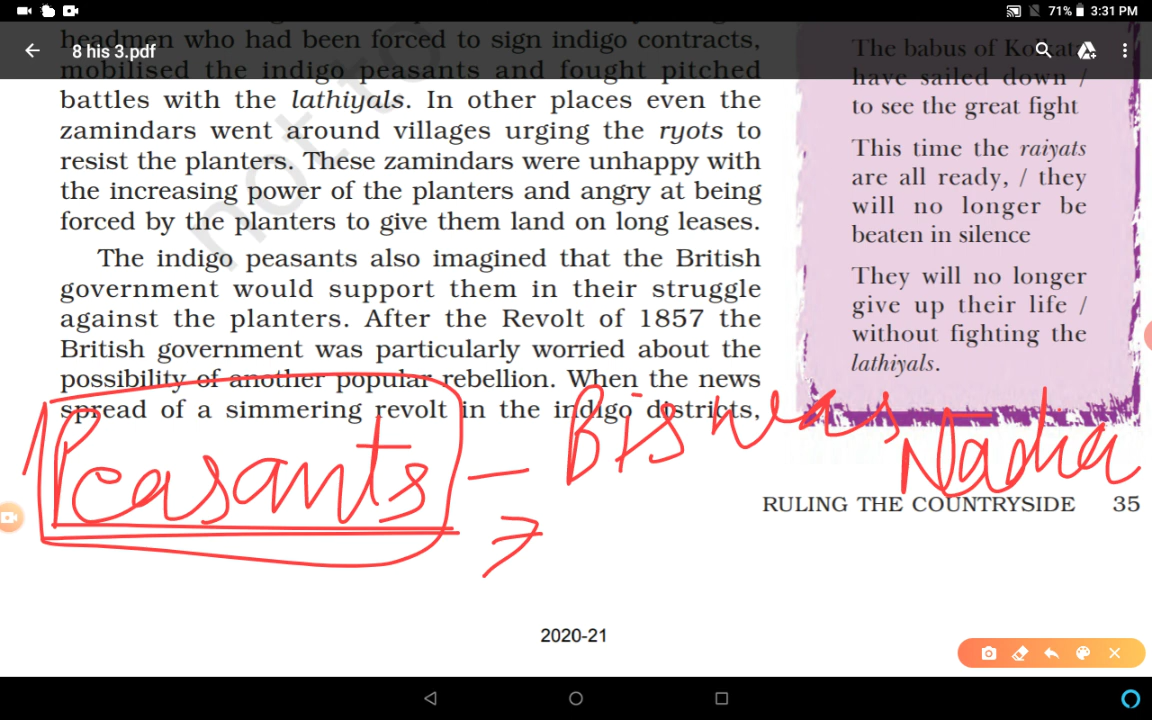 71% 3:31 PM
8 his 3.pdf
headmen who had been forced to sign indigo contracts,
mobilised the indigo peasants and fought pitched
battles with the lathiyals. In other places even the
zamindars went around villages urging the ryots to
resist the planters. These zamindars were unhappy with
the increasing power of the planters and angry at being
forced by the planters to give them land on long leases.
The indigo peasants also imagined that the British
government would support them in their struggle
against the planters. After the Revolt of 1857 the
British government was particularly worried about the
possibility of another popular rebellion. When the news
spread of a simmering revolt in the indigo districts,
The babus of Kolkata
have sailed down /
to see the great fight
This time the raiyats
are all ready, / they
will no longer be
beaten in silence
They will no longer
give up their life /
without fighting the
lathiyals.
Peasants - Biswas Nadia
RULING THE COUNTRYSIDE 35
2020-21
not to